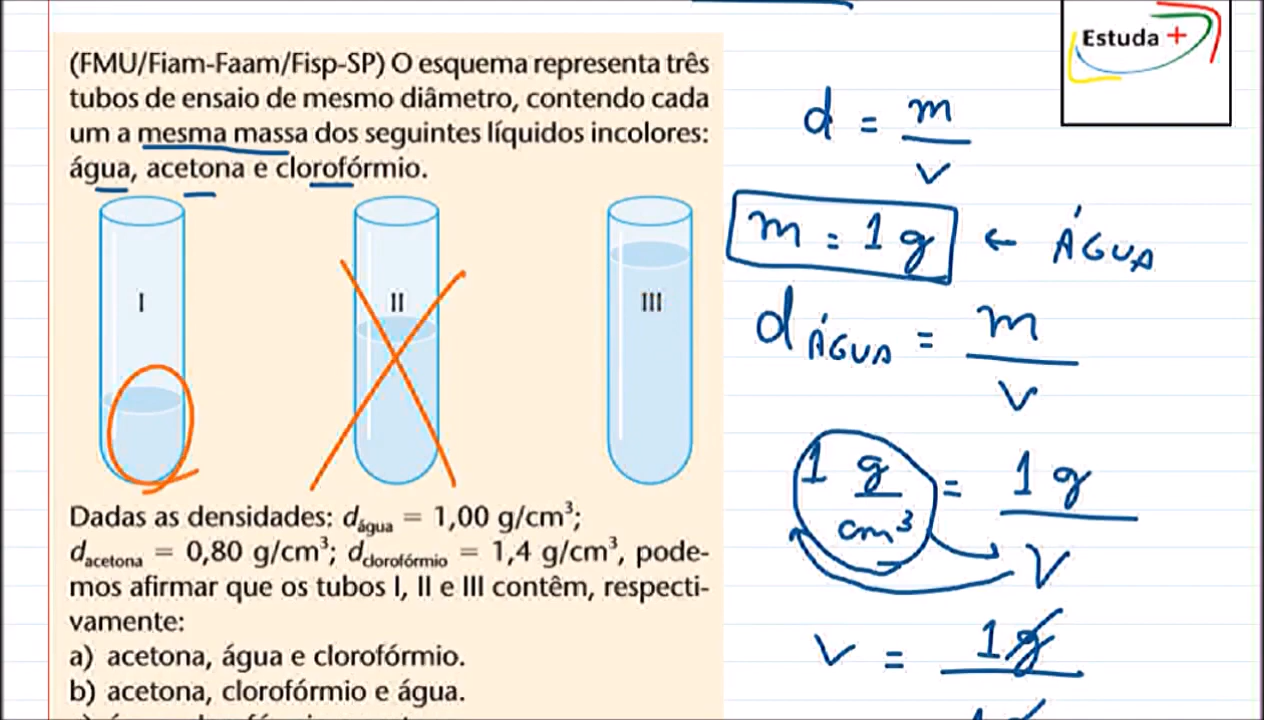 Estuda +
(FMU/Fiam-Faam/Fisp-SP) O esquema representa três
tubos de ensaio de mesmo diâmetro, contendo cada
um a mesma massa dos seguintes líquidos incolores:
água, acetona e clorofórmio.
I
II
III
Dadas as densidades: dágua = 1,00 g/cm³;
dacetona = 0,80 g/cm³; dclorofórmio = 1,4 g/cm³, pode-
mos afirmar que os tubos I, II e III contêm, respecti-
vamente:
a) acetona, água e clorofórmio.
b) acetona, clorofórmio e água.
d = m
v
m = 1 g ← ÁGUA
d ÁGUA = m
v
1 g = 1 g
cm³ v
v = 1 g